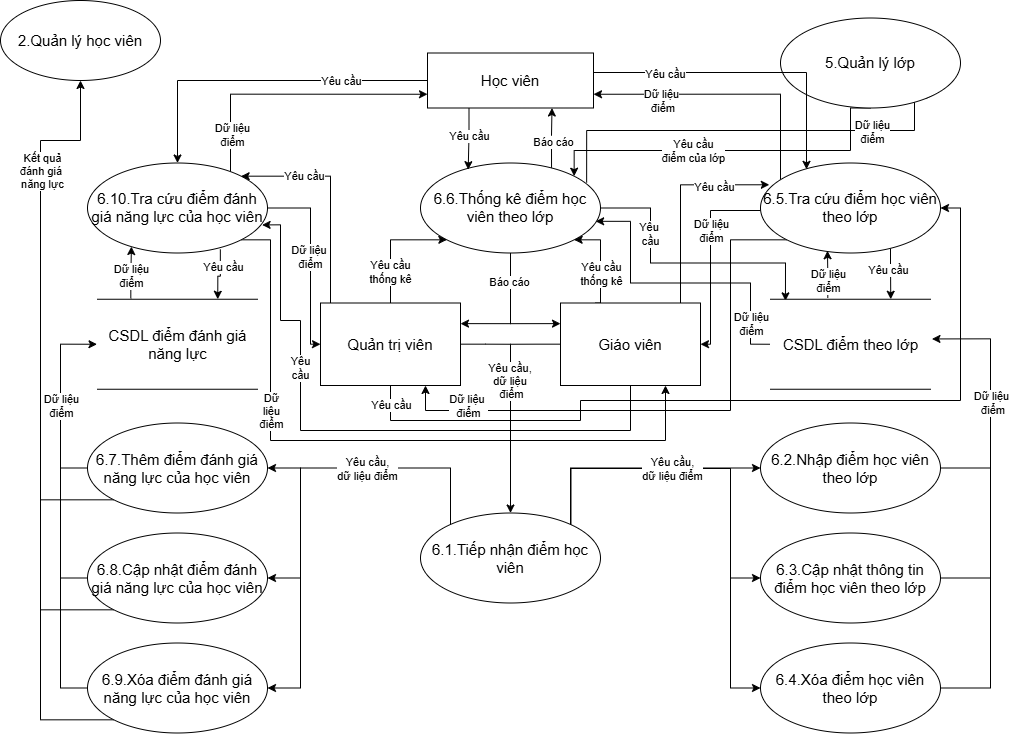 2.Quản lý học viên
Học viên
5.Quản lý lớp
Yêu cầu
Yêu cầu
Dữ liệu
điểm
Dữ liệu
điểm
Yêu cầu
Báo cáo
Dữ liệu
điểm
Yêu cầu
điểm của lớp
Kết quả
đánh giá
năng lực
Yêu cầu
Yêu cầu
6.10.Tra cứu điểm đánh
giá năng lực của học viên
6.6.Thống kê điểm học
viên theo lớp
6.5.Tra cứu điểm học viên
theo lớp
Dữ liệu
điểm
Yêu cầu
Dữ liệu
điểm
Dữ liệu
điểm
Yêu cầu
Yêu cầu
thống kê
Báo cáo
Yêu cầu
thống kê
Dữ liệu
điểm
Yêu cầu
CSDL điểm đánh giá
năng lực
Quản trị viên
Giáo viên
Dữ liệu
điểm
CSDL điểm theo lớp
Yêu
cầu
Yêu cầu,
dữ liệu
điểm
Dữ liệu
điểm
Dữ
liệu
điểm
Yêu cầu
Dữ liệu
điểm
Dữ liệu
điểm
6.7.Thêm điểm đánh giá
năng lực của học viên
Yêu cầu,
dữ liệu điểm
Yêu cầu,
dữ liệu điểm
6.2.Nhập điểm học viên
theo lớp
6.1.Tiếp nhận điểm học
viên
6.8.Cập nhật điểm đánh
giá năng lực của học viên
6.3.Cập nhật thông tin
điểm học viên theo lớp
6.9.Xóa điểm đánh giá
năng lực của học viên
6.4.Xóa điểm học viên
theo lớp